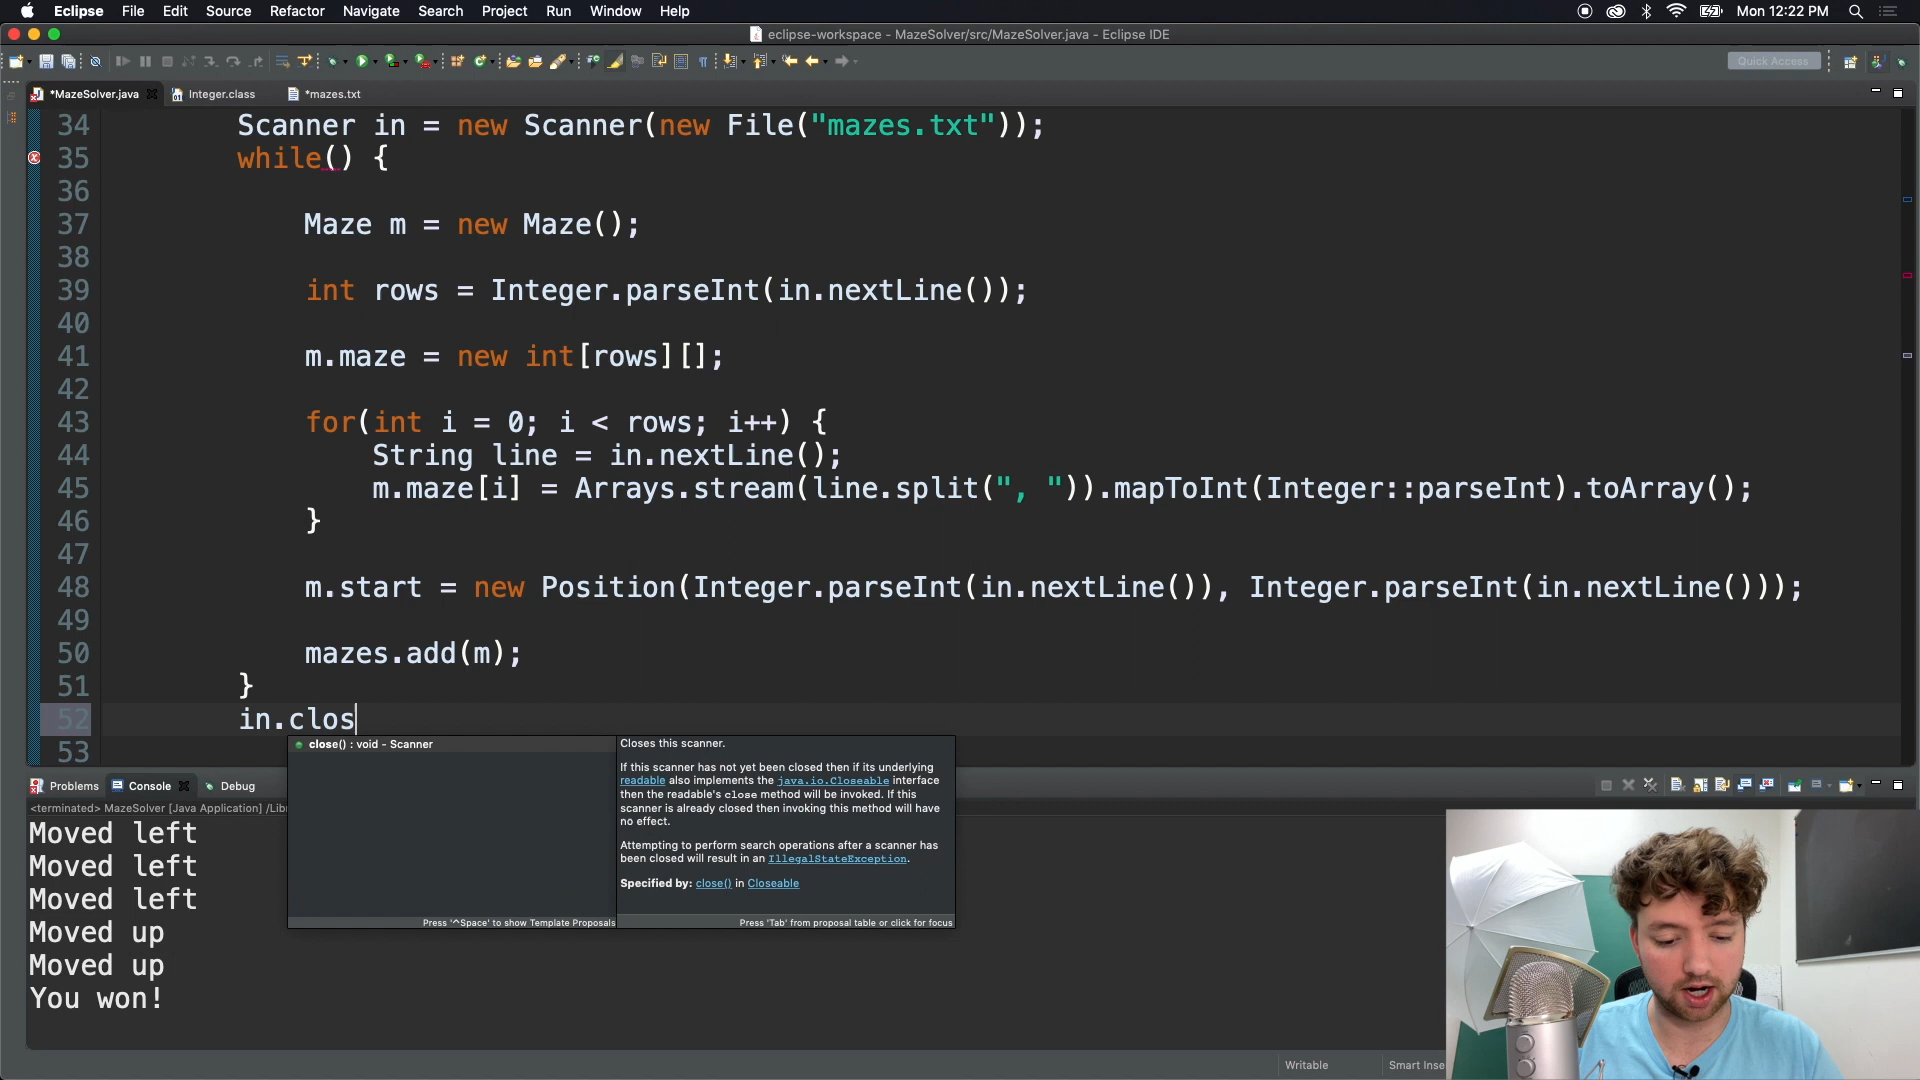 Eclipse File Edit Source Refactor Navigate Search Project Run Window Help Mon 12:22 PM
eclipse-workspace - MazeSolver/src/MazeSolver.java - Eclipse IDE
Quick Access
*MazeSolver.java Integer.class *mazes.txt
34 Scanner in = new Scanner(new File("mazes.txt"));
35 while() {
36
37 Maze m = new Maze();
38
39 int rows = Integer.parseInt(in.nextLine());
40
41 m.maze = new int[rows][];
42
43 for(int i = 0; i < rows; i++) {
44 String line = in.nextLine();
45 m.maze[i] = Arrays.stream(line.split(", ")).mapToInt(Integer::parseInt).toArray();
46 }
47
48 m.start = new Position(Integer.parseInt(in.nextLine()), Integer.parseInt(in.nextLine()));
49
50 mazes.add(m);
51 }
52 in.clos
53
close() : void - Scanner
Press '^Space' to show Template Proposals
Closes this scanner.
If this scanner has not yet been closed then if its underlying
readable also implements the java.io.Closeable interface
then the readable's close method will be invoked. If this
scanner is already closed then invoking this method will have
no effect.
Attempting to perform search operations after a scanner has
been closed will result in an IllegalStateException.
Specified by: close() in Closeable
Press 'Tab' from proposal table or click for focus
Problems Console Debug
<terminated> MazeSolver [Java Application] /Libr
Moved left
Moved left
Moved left
Moved up
Moved up
You won!
Writable Smart Inse